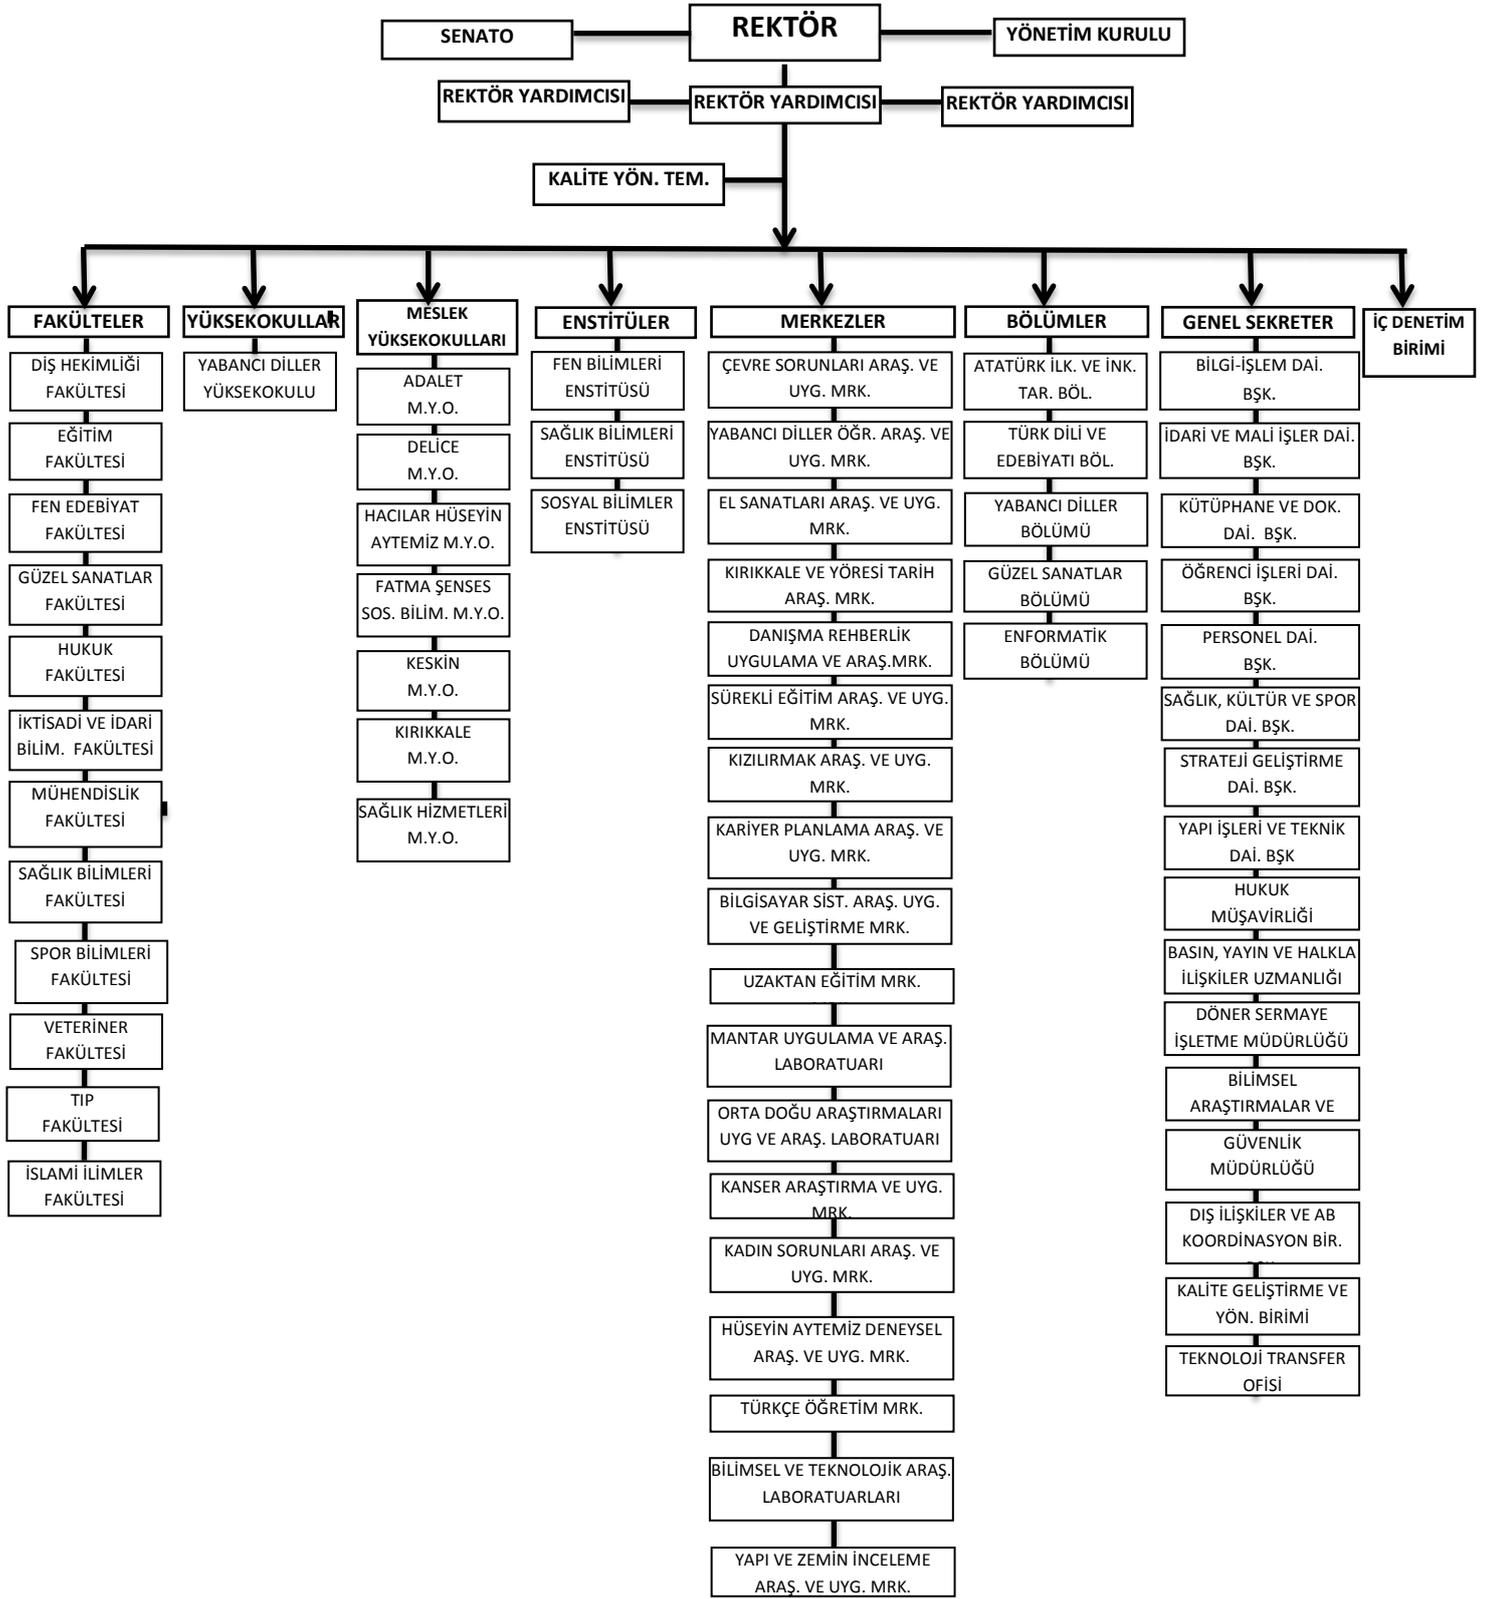 REKTÖR
SENATO
YÖNETİM KURULU
REKTÖR YARDIMCISI
REKTÖR YARDIMCISI
REKTÖR YARDIMCISI
KALİTE YÖN. TEM.
FAKÜLTELER
DİŞ HEKİMLİĞİ
FAKÜLTESİ
EĞİTİM
FAKÜLTESİ
FEN EDEBİYAT
FAKÜLTESİ
GÜZEL SANATLAR
FAKÜLTESİ
HUKUK
FAKÜLTESİ
İKTİSADİ VE İDARİ
BİLİM. FAKÜLTESİ
MÜHENDİSLİK
FAKÜLTESİ
SAĞLIK BİLİMLERİ
FAKÜLTESİ
SPOR BİLİMLERİ
FAKÜLTESİ
VETERİNER
FAKÜLTESİ
TIP
FAKÜLTESİ
İSLAMİ İLİMLER
FAKÜLTESİ
YÜKSEKOKULLAR
YABANCI DİLLER
YÜKSEKOKULU
MESLEK
YÜKSEKOKULLARI
ADALET
M.Y.O.
DELİCE
M.Y.O.
HACILAR HÜSEYİN
AYTEMİZ M.Y.O.
FATMA ŞENSES
SOS. BİLİM. M.Y.O.
KESKİN
M.Y.O.
KIRIKKALE
M.Y.O.
SAĞLIK HİZMETLERİ
M.Y.O.
ENSTİTÜLER
FEN BİLİMLERİ
ENSTİTÜSÜ
SAĞLIK BİLİMLERİ
ENSTİTÜSÜ
SOSYAL BİLİMLER
ENSTİTÜSÜ
MERKEZLER
ÇEVRE SORUNLARI ARAŞ. VE
UYG. MRK.
YABANCI DİLLER ÖĞR. ARAŞ. VE
UYG. MRK.
EL SANATLARI ARAŞ. VE UYG.
MRK.
KIRIKKALE VE YÖRESİ TARİH
ARAŞ. MRK.
DANIŞMA REHBERLİK
UYGULAMA VE ARAŞ.MRK.
SÜREKLİ EĞİTİM ARAŞ. VE UYG.
MRK.
KIZILIRMAK ARAŞ. VE UYG.
MRK.
KARİYER PLANLAMA ARAŞ. VE
UYG. MRK.
BİLGİSAYAR SİST. ARAŞ. UYG.
VE GELİŞTİRME MRK.
UZAKTAN EĞİTİM MRK.
MANTAR UYGULAMA VE ARAŞ.
LABORATUARI
ORTA DOĞU ARAŞTIRMALARI
UYG VE ARAŞ. LABORATUARI
KANSER ARAŞTIRMA VE UYG.
MRK.
KADIN SORUNLARI ARAŞ. VE
UYG. MRK.
HÜSEYİN AYTEMİZ DENEYSEL
ARAŞ. VE UYG. MRK.
TÜRKÇE ÖĞRETİM MRK.
BİLİMSEL VE TEKNOLOJİK ARAŞ.
LABORATUARLARI
YAPI VE ZEMİN İNCELEME
ARAŞ. VE UYG. MRK.
BÖLÜMLER
ATATÜRK İLK. VE İNK.
TAR. BÖL.
TÜRK DİLİ VE
EDEBİYATI BÖL.
YABANCI DİLLER
BÖLÜMÜ
GÜZEL SANATLAR
BÖLÜMÜ
ENFORMATİK
BÖLÜMÜ
GENEL SEKRETER
BİLGİ-İŞLEM DAİ.
BŞK.
İDARİ VE MALİ İŞLER DAİ.
BŞK.
KÜTÜPHANE VE DOK.
DAİ. BŞK.
ÖĞRENCİ İŞLERİ DAİ.
BŞK.
PERSONEL DAİ.
BŞK.
SAĞLIK, KÜLTÜR VE SPOR
DAİ. BŞK.
STRATEJİ GELİŞTİRME
DAİ. BŞK.
YAPI İŞLERİ VE TEKNİK
DAİ. BŞK
HUKUK
MÜŞAVİRLİĞİ
BASIN, YAYIN VE HALKLA
İLİŞKİLER UZMANLIĞI
DÖNER SERMAYE
İŞLETME MÜDÜRLÜĞÜ
BİLİMSEL
ARAŞTIRMALAR VE
GÜVENLİK
MÜDÜRLÜĞÜ
DIŞ İLİŞKİLER VE AB
KOORDİNASYON BİR.
KALİTE GELİŞTİRME VE
YÖN. BİRİMİ
TEKNOLOJİ TRANSFER
OFİSİ
İÇ DENETİM
BİRİMİ